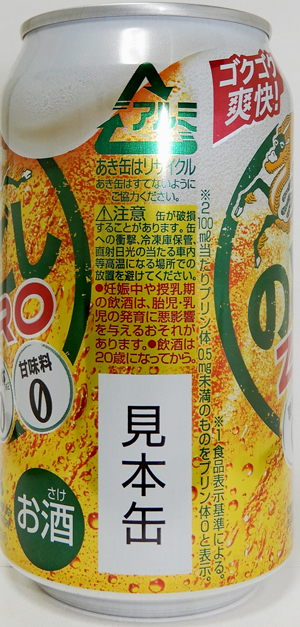 ゴクゴク
爽快!
アルミ
あき缶はリサイクル
あき缶はすてないように
ご協力ください。
⚠注意 缶が破損
することがあります。缶
への衝撃、冷凍庫保管、
直射日光の当たる車内
等高温になる場所での
放置を避けてください。
●妊娠中や授乳期
の飲酒は、胎児・乳
児の発育に悪影響
を与えるおそれが
あります。●飲酒は
20歳になってから。
※2 100ml当たりプリン体0.5mg未満のものをプリン体0と表示。
※1 食品表示基準による。
し
RO
甘味料
0
の
Z
さけ
お酒
見本缶